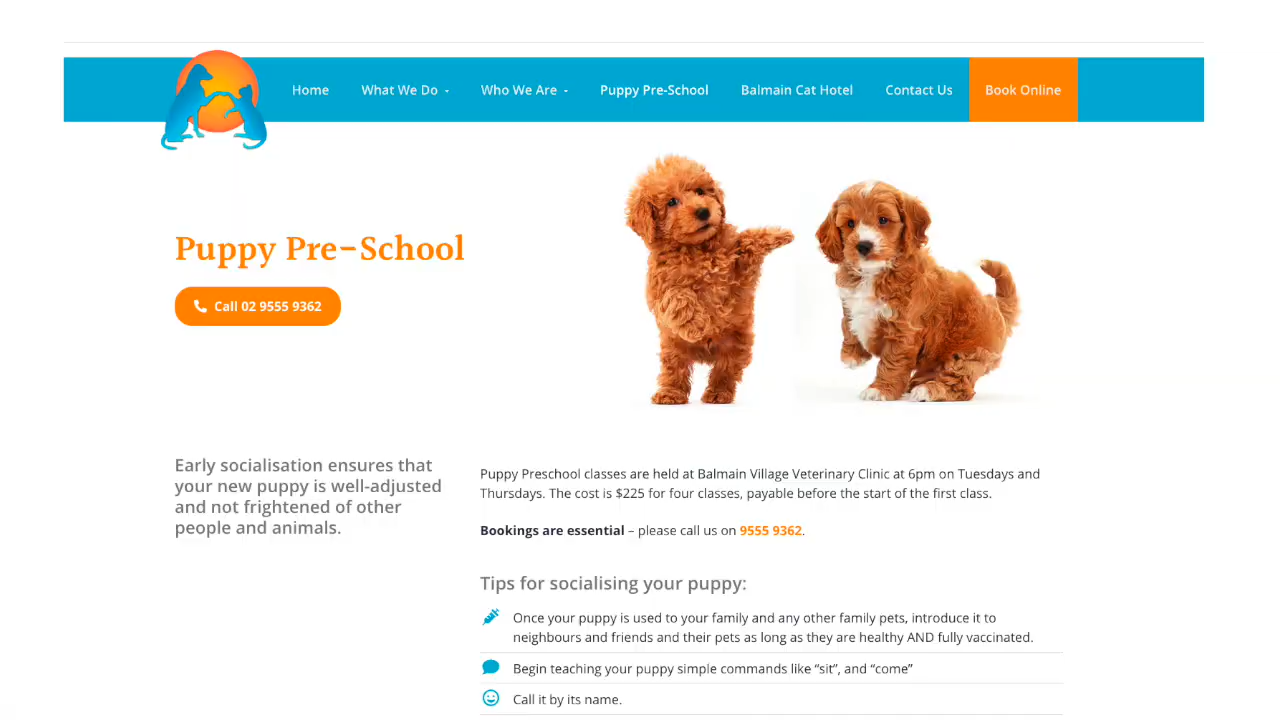 Home
What We Do
Who We Are
Puppy Pre-School
Balmain Cat Hotel
Contact Us
Book Online
Puppy Pre-School
Call 02 9555 9362
Early socialisation ensures that
your new puppy is well-adjusted
and not frightened of other
people and animals.
Puppy Preschool classes are held at Balmain Village Veterinary Clinic at 6pm on Tuesdays and
Thursdays. The cost is $225 for four classes, payable before the start of the first class.
Bookings are essential – please call us on 9555 9362.
Tips for socialising your puppy:
Once your puppy is used to your family and any other family pets, introduce it to
neighbours and friends and their pets as long as they are healthy AND fully vaccinated.
Begin teaching your puppy simple commands like “sit”, and “come”
Call it by its name.